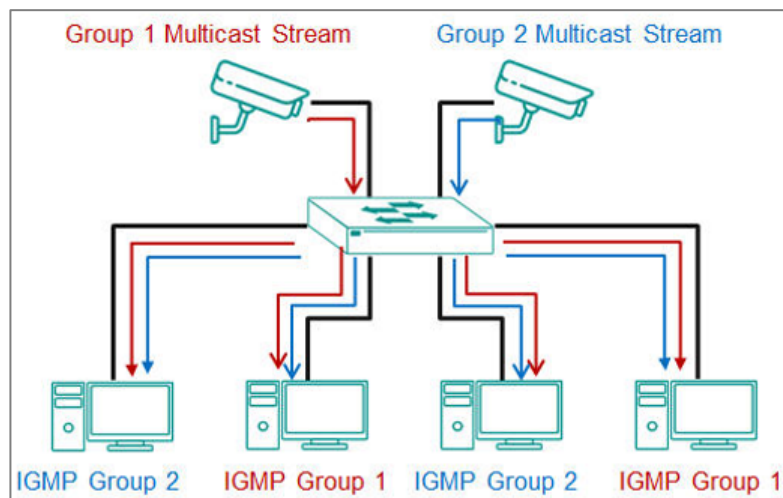 Group 1 Multicast Stream
Group 2 Multicast Stream
IGMP Group 2
IGMP Group 1
IGMP Group 2
IGMP Group 1